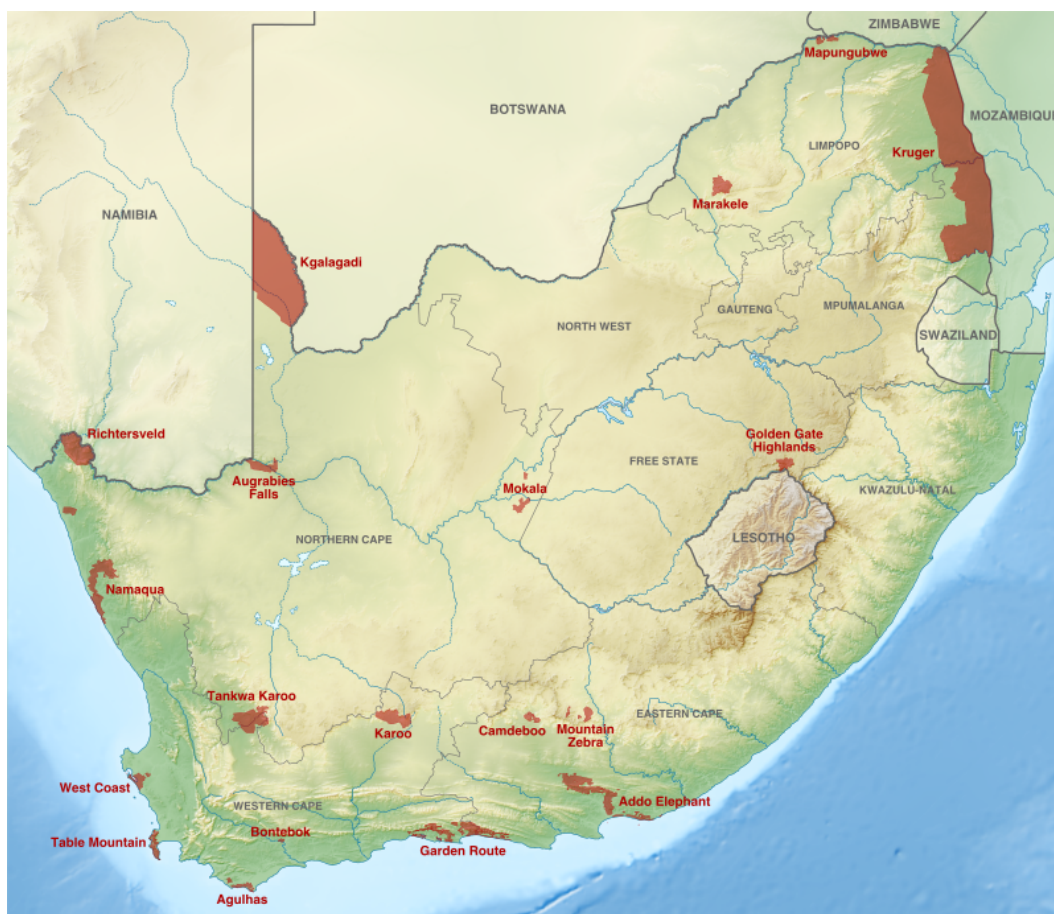 ZIMBABWE
Mapungubwe
BOTSWANA
MOZAMBIQUE
LIMPOPO
Kruger
Marakele
NAMIBIA
Kgalagadi
GAUTENG
MPUMALANGA
NORTH WEST
SWAZILAND
Richtersveld
Golden Gate
Highlands
FREE STATE
Augrabies
Falls
Mokala
KWAZULU-NATAL
NORTHERN CAPE
LESOTHO
Namaqua
Tankwa Karoo
Karoo
Camdeboo
Mountain
Zebra
EASTERN CAPE
West Coast
WESTERN CAPE
Addo Elephant
Table Mountain
Bontebok
Garden Route
Agulhas